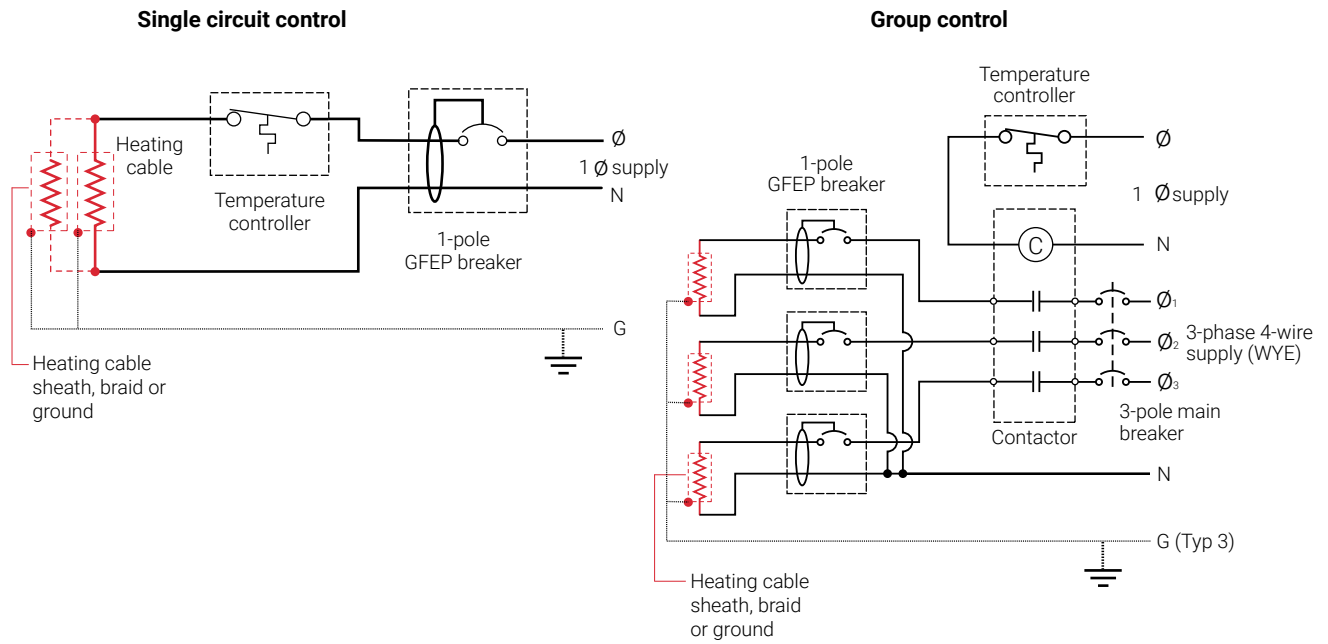 Single circuit control
Heating
cable
Temperature
controller
1-pole
GFEP breaker
Ø
1 Ø supply
N
G
Heating cable
sheath, braid or
ground
Group control
Temperature
controller
Ø
1 Ø supply
N
C
1-pole
GFEP breaker
Ø1
Ø2
Ø3
3-phase 4-wire
supply (WYE)
3-pole main
breaker
Contactor
N
G (Typ 3)
Heating cable
sheath, braid
or ground